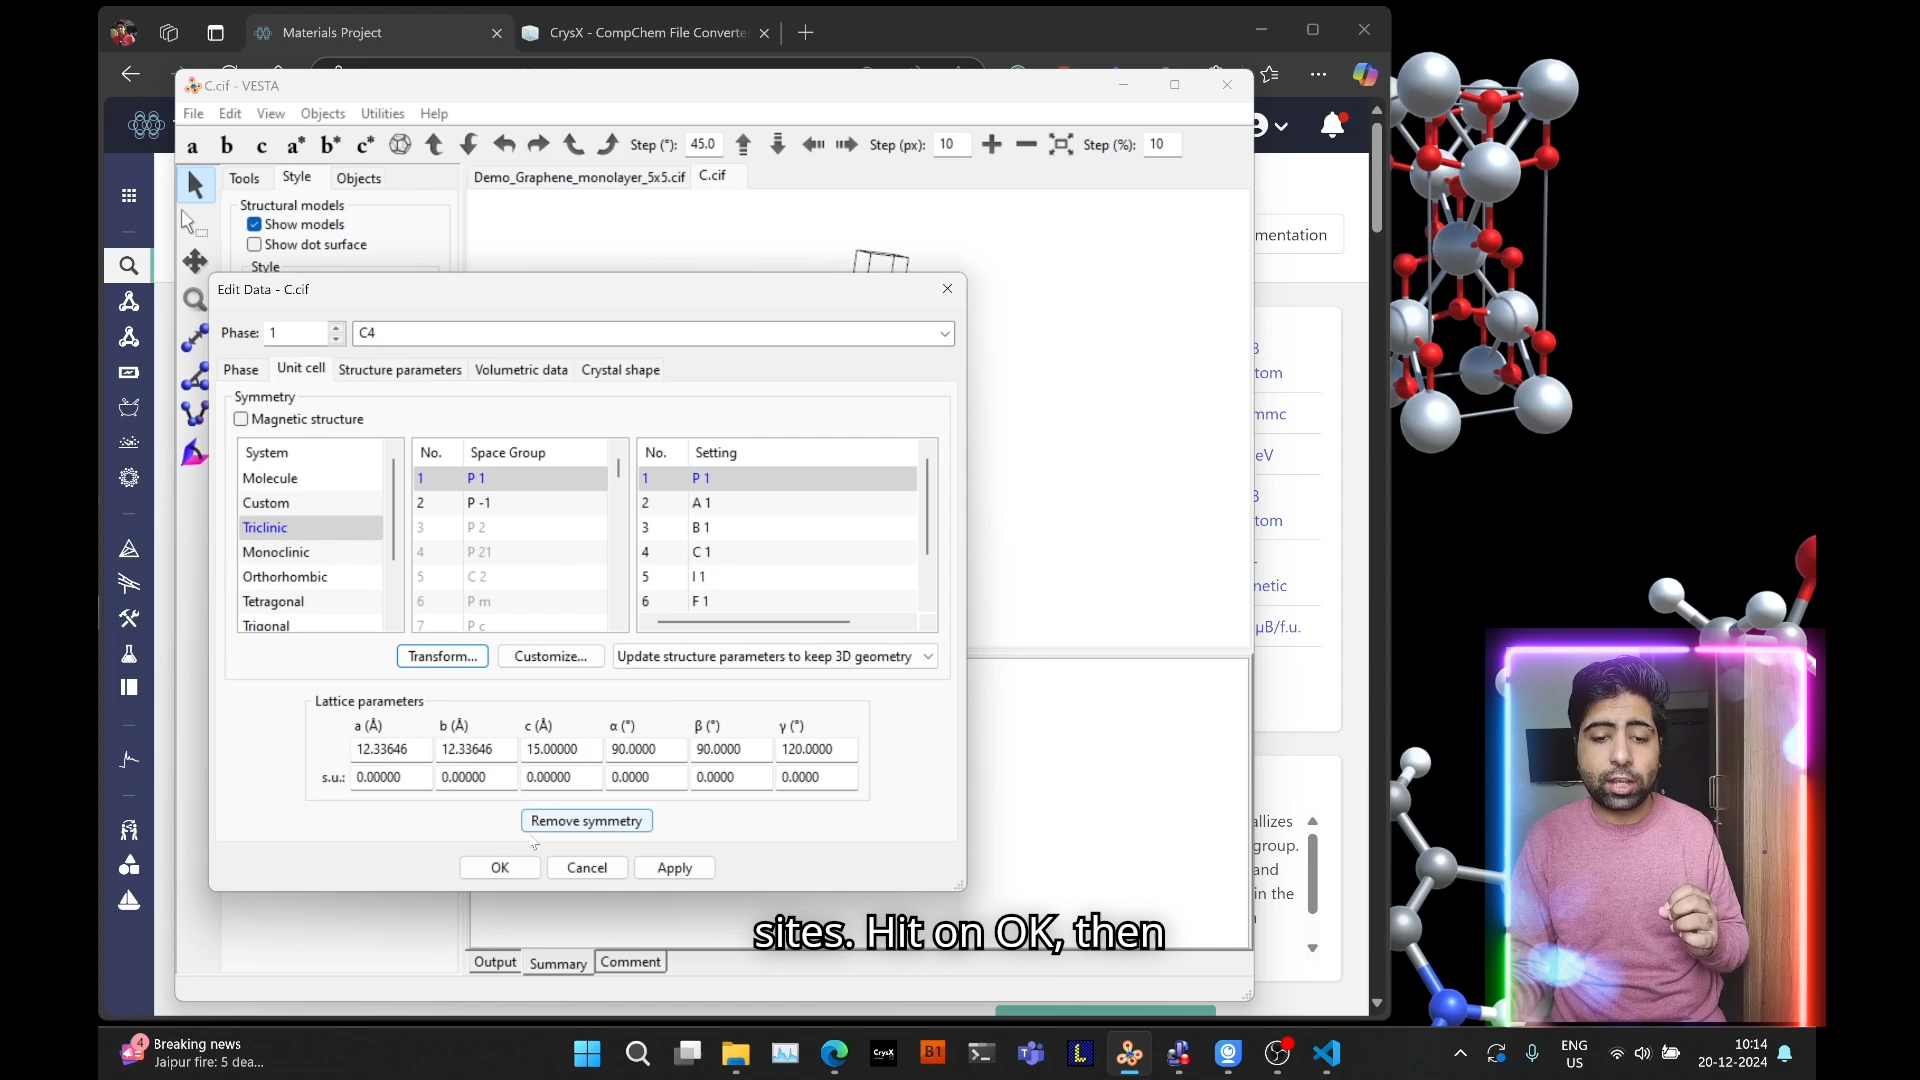 Materials Project
CrysX - CompChem File Converte
C.cif - VESTA
File Edit View Objects Utilities Help
a b c a* b* c* Step (°): 45.0 Step (px): 10 Step (%): 10
Tools Style Objects
Demo_Graphene_monolayer_5x5.cif C.cif
Structural models
Show models
Show dot surface
Style
mentation
Edit Data - C.cif
Phase: 1 C4
Phase Unit cell Structure parameters Volumetric data Crystal shape
Symmetry
Magnetic structure
System No. Space Group No. Setting
Molecule 1 P 1 1 P 1
Custom 2 P -1 2 A 1
Triclinic 3 P 2 3 B 1
Monoclinic 4 P 21 4 C 1
Orthorhombic 5 C 2 5 I 1
Tetragonal 6 P m 6 F 1
Trigonal 7 P c
Transform... Customize... Update structure parameters to keep 3D geometry
Lattice parameters
a (Å) b (Å) c (Å) α (°) β (°) γ (°)
12.33646 12.33646 15.00000 90.0000 90.0000 120.0000
s.u.: 0.00000 0.00000 0.00000 0.0000 0.0000 0.0000
Remove symmetry
OK Cancel Apply
tom
mmc
eV
tom
netic
μB/f.u.
allizes
group.
and
in the
sites. Hit on OK, then
Output Summary Comment
4 Breaking news
Jaipur fire: 5 dea...
CrysX
B1
L
ENG
US
10:14
20-12-2024